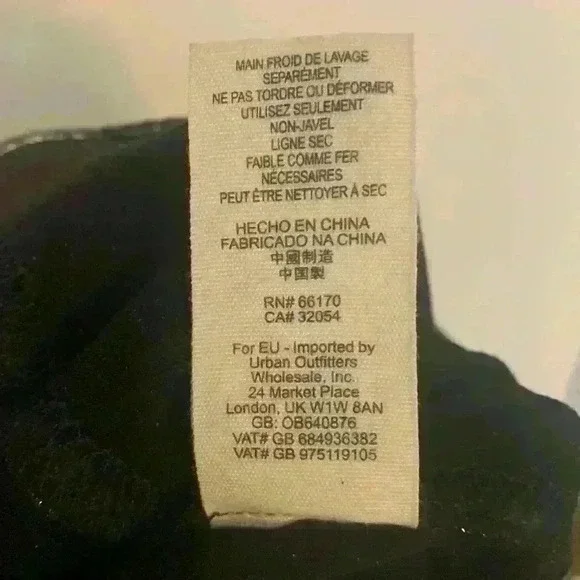 MAIN FROID DE LAVAGE
SEPARÉMENT
NE PAS TORDRE OU DÉFORMER
UTILISEZ SEULEMENT
NON-JAVEL
LIGNE SEC
FAIBLE COMME FER
NÉCESSAIRES
PEUT ÊTRE NETTOYER À SEC
HECHO EN CHINA
FABRICADO NA CHINA
中國制造
中国製
RN# 66170
CA# 32054
For EU - Imported by
Urban Outfitters
Wholesale, Inc.
24 Market Place
London, UK W1W 8AN
GB: OB640876
VAT# GB 684936382
VAT# GB 975119105